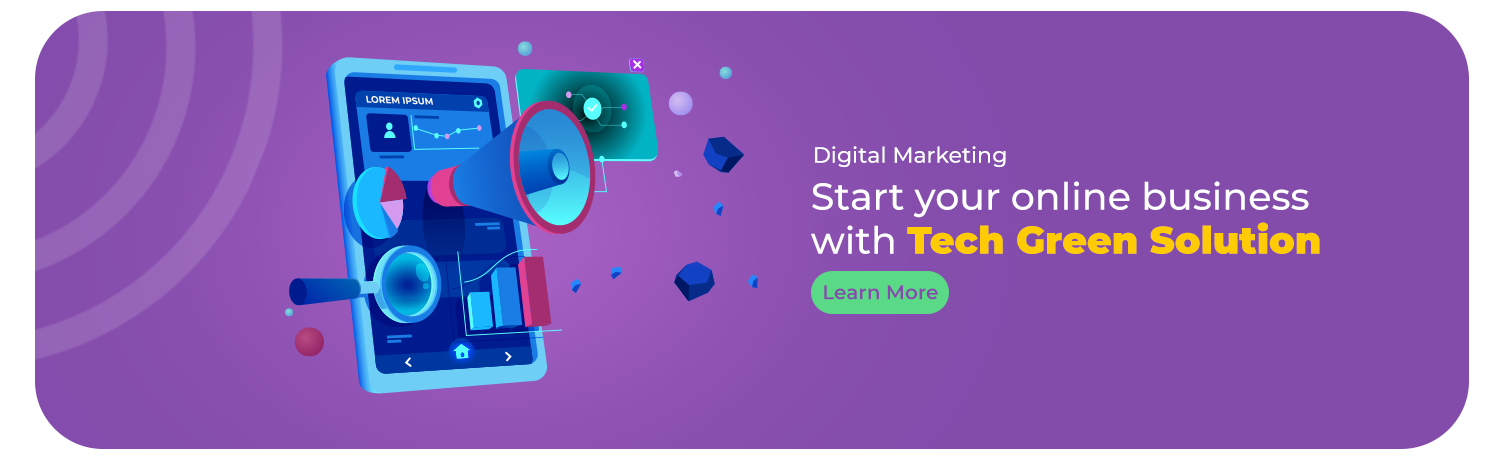 LOREM IPSUM
Digital Marketing
Start your online business
with Tech Green Solution
Learn More